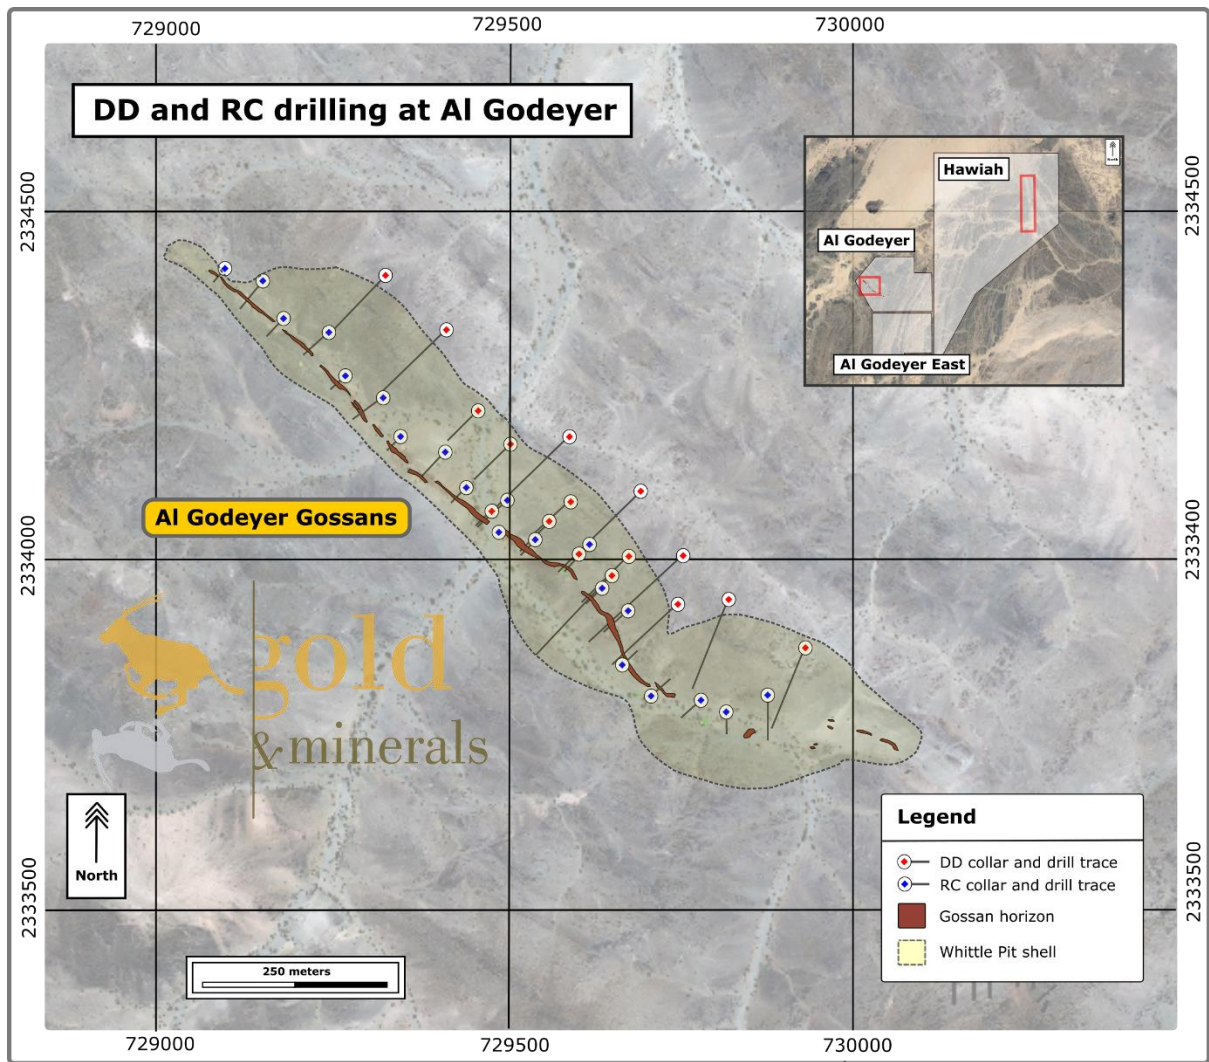 729000
729500
730000
DD and RC drilling at Al Godeyer
2334500
2334500
Hawiah
Al Godeyer
Al Godeyer East
Al Godeyer Gossans
2334000
2333400
gold
&minerals
North
Legend
DD collar and drill trace
RC collar and drill trace
Gossan horizon
Whittle Pit shell
2333500
2333500
250 meters
729000
729500
730000